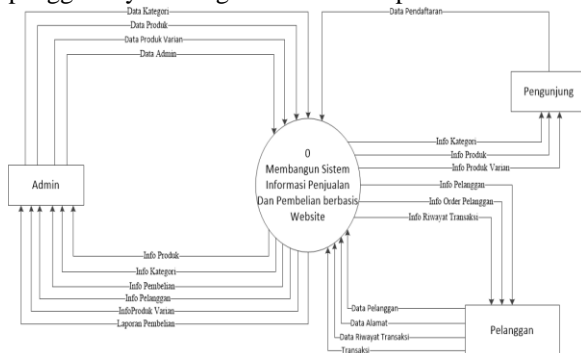 Data Kategori
Data Produk
Data Produk Varian
Data Admin
Data Pendaftaran
Pengunjung
Info Kategori
Info Produk
Info Produk Varian
0
Membangun Sistem
Informasi Penjualan
Dan Pembelian berbasis
Website
Admin
Info Pelanggan
Info Order Pelanggan
Info Riwayat Transaksi
Info Produk
Info Kategori
Info Pembelian
Info Pelanggan
InfoProduk Varian
Laporan Pembelian
Data Pelanggan
Data Alamat
Data Riwayat Transaksi
Transaksi
Pelanggan